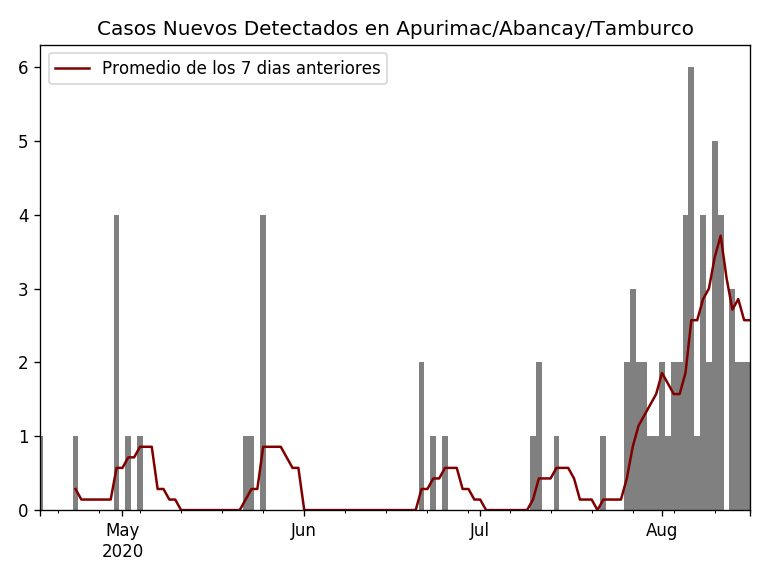 Casos Nuevos Detectados en Apurimac/Abancay/Tamburco
Promedio de los 7 dias anteriores
6
5
4
3
2
1
0
May Jun Jul Aug
2020